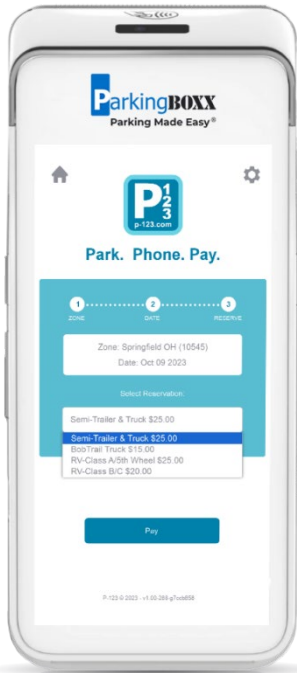 ParkingBOXX
Parking Made Easy®
P123
p-123.com
Park. Phone. Pay.
1 2 3
ZONE DATE RESERVE
Zone: Springfield OH (10545)
Date: Oct 09 2023
Select Reservation:
Semi-Trailer & Truck $25.00
Semi-Trailer & Truck $25.00
BobTrail Truck $15.00
RV-Class A/5th Wheel $25.00
RV-Class B/C $20.00
Pay